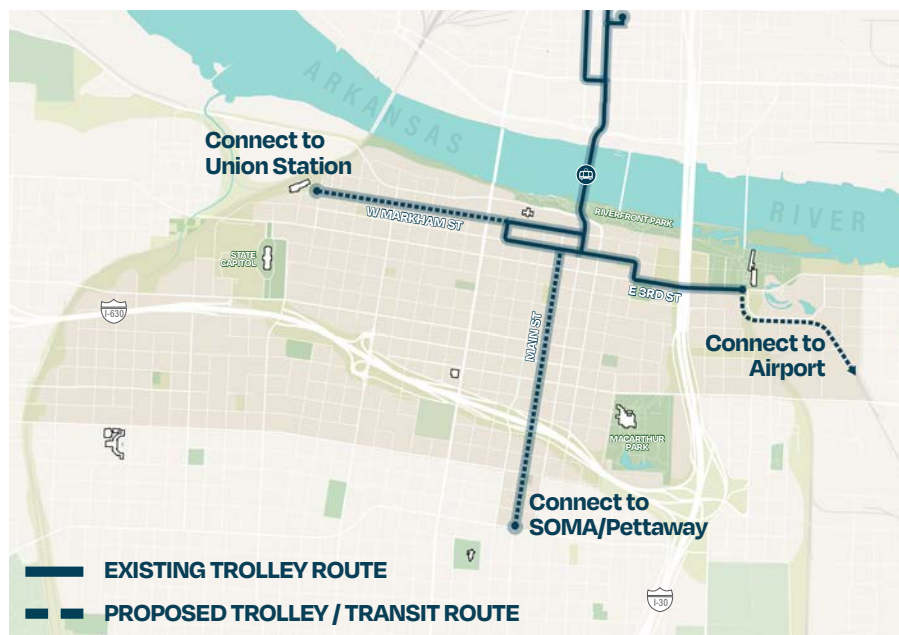 ARKANSAS
RIVER
Connect to
Union Station
W MARKHAM ST
RIVERFRONT PARK
STATE
CAPITOL
E 3RD ST
I-630
MAIN ST
Connect to
Airport
MACARTHUR
PARK
Connect to
SOMA/Pettaway
EXISTING TROLLEY ROUTE
PROPOSED TROLLEY / TRANSIT ROUTE
I-30